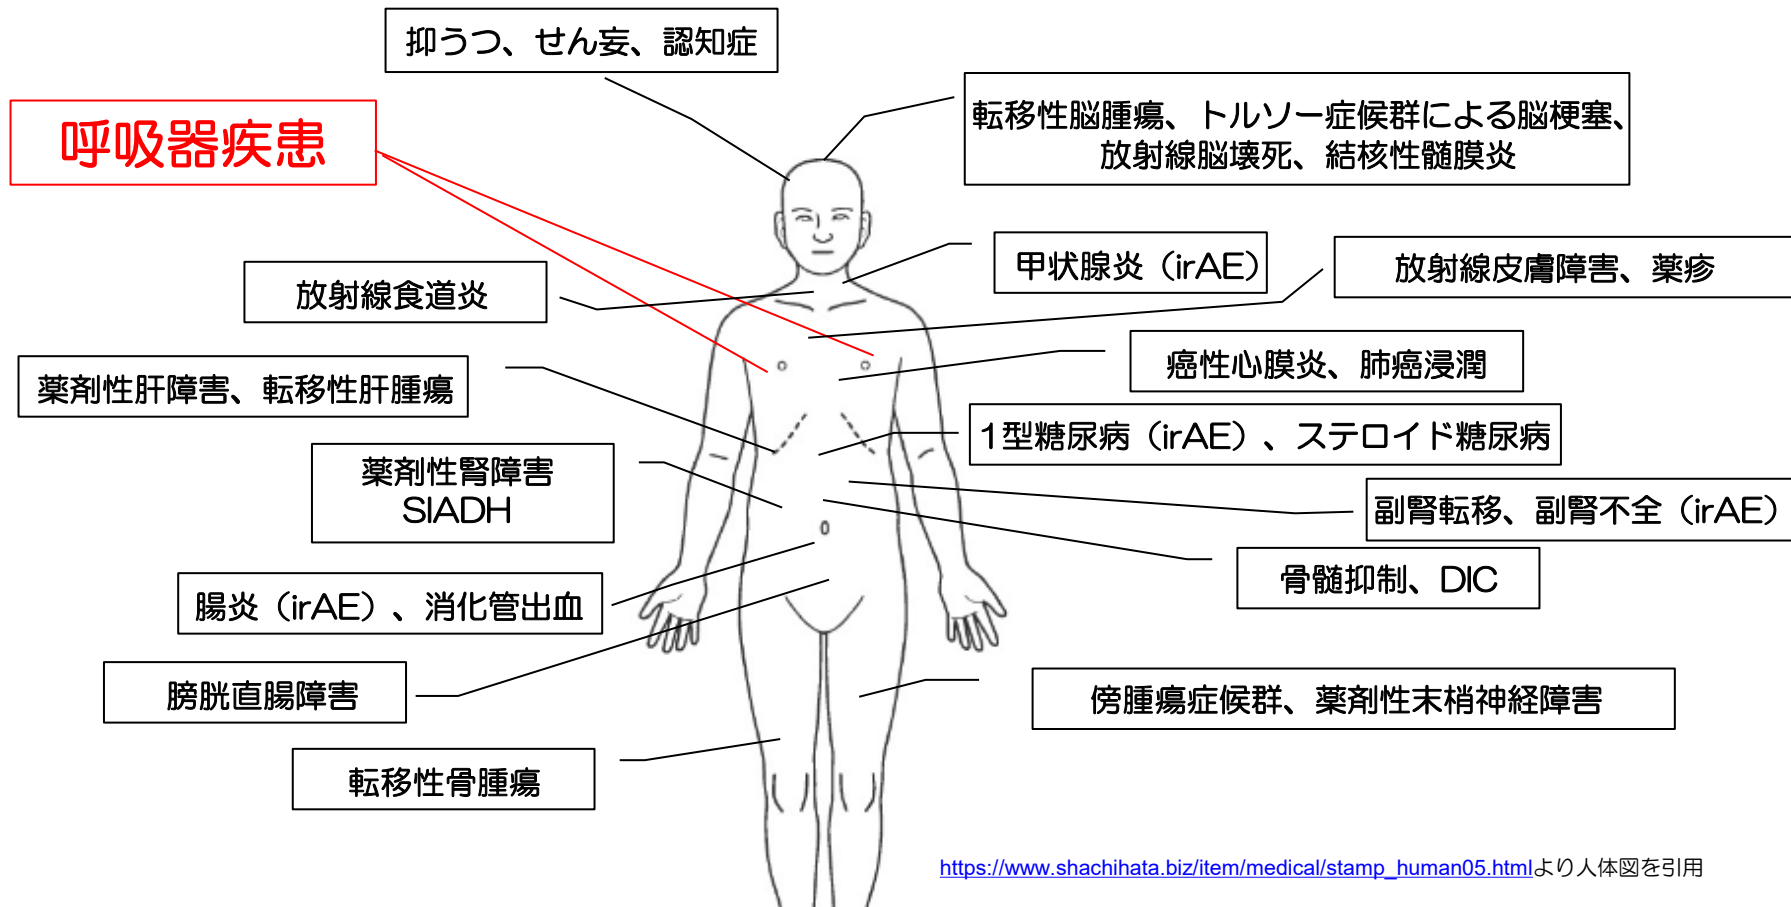 抑うつ、せん妄、認知症
転移性脳腫瘍、トルソー症候群による脳梗塞、
放射線脳壊死、結核性髄膜炎
呼吸器疾患
甲状腺炎（irAE）
放射線皮膚障害、薬疹
放射線食道炎
癌性心膜炎、肺癌浸潤
薬剤性肝障害、転移性肝腫瘍
1型糖尿病（irAE）、ステロイド糖尿病
薬剤性腎障害
SIADH
副腎転移、副腎不全（irAE）
骨髄抑制、DIC
腸炎（irAE）、消化管出血
膀胱直腸障害
傍腫瘍症候群、薬剤性末梢神経障害
転移性骨腫瘍
https://www.shachihata.biz/item/medical/stamp_human05.htmlより人体図を引用